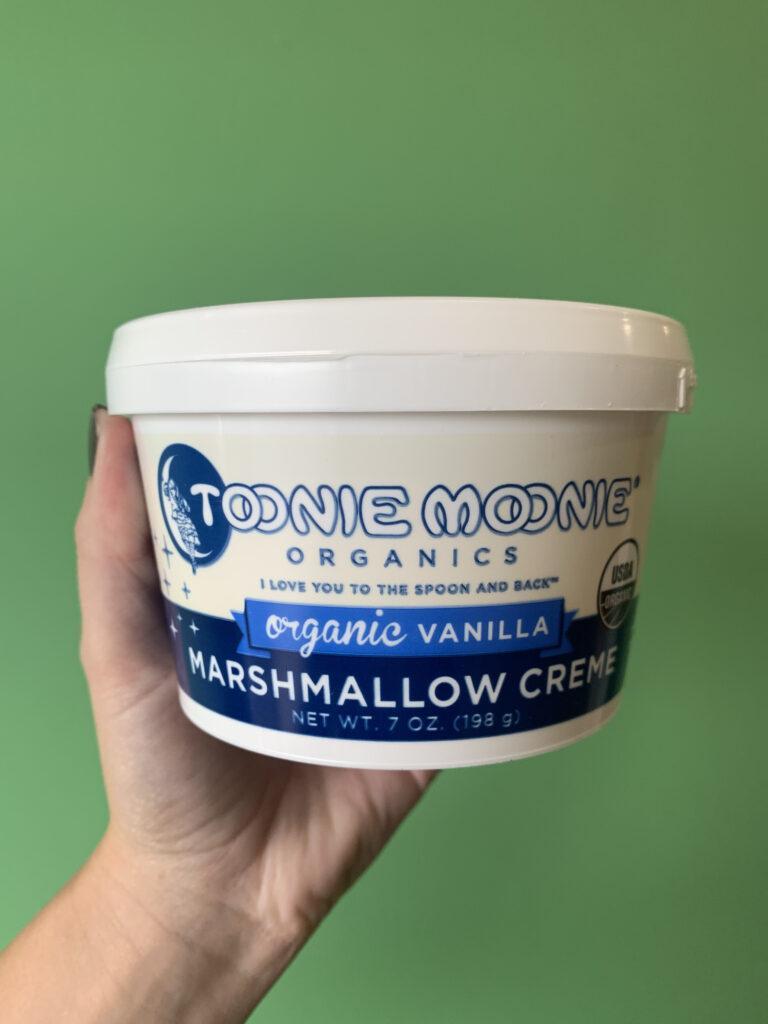 TOONIE MOONIE®
ORGANICS
I LOVE YOU TO THE SPOON AND BACK™
USDA
ORGANIC
organic VANILLA
MARSHMALLOW CREME
NET WT. 7 OZ. (198 g)